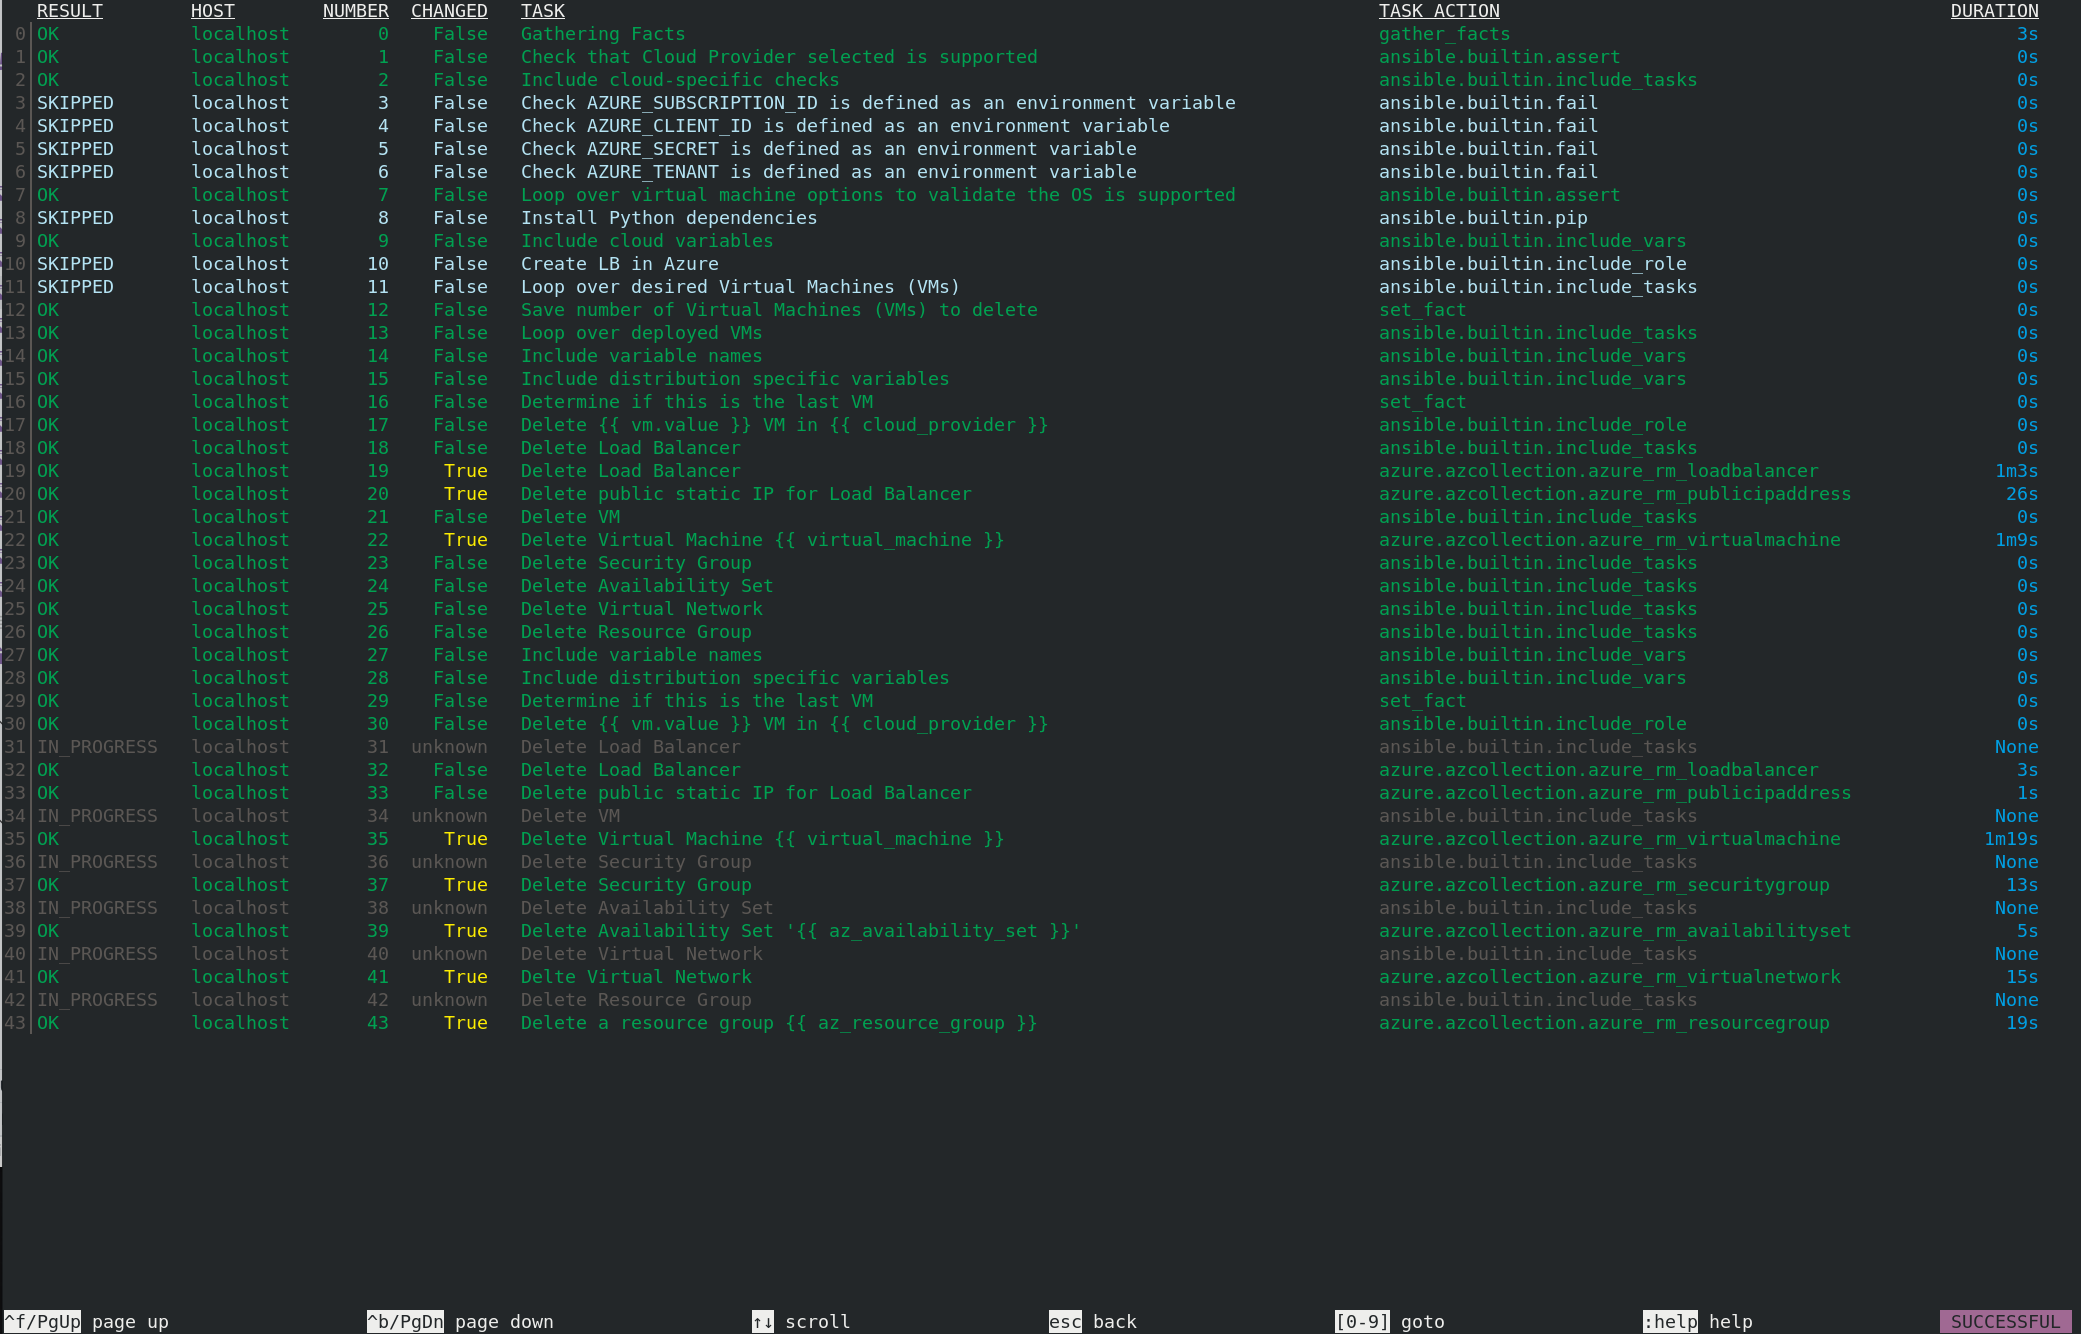 RESULT HOST NUMBER CHANGED TASK TASK ACTION DURATION
0 OK localhost 0 False Gathering Facts gather_facts 3s
1 OK localhost 1 False Check that Cloud Provider selected is supported ansible.builtin.assert 0s
2 OK localhost 2 False Include cloud-specific checks ansible.builtin.include_tasks 0s
3 SKIPPED localhost 3 False Check AZURE_SUBSCRIPTION_ID is defined as an environment variable ansible.builtin.fail 0s
4 SKIPPED localhost 4 False Check AZURE_CLIENT_ID is defined as an environment variable ansible.builtin.fail 0s
5 SKIPPED localhost 5 False Check AZURE_SECRET is defined as an environment variable ansible.builtin.fail 0s
6 SKIPPED localhost 6 False Check AZURE_TENANT is defined as an environment variable ansible.builtin.fail 0s
7 OK localhost 7 False Loop over virtual machine options to validate the OS is supported ansible.builtin.assert 0s
8 SKIPPED localhost 8 False Install Python dependencies ansible.builtin.pip 0s
9 OK localhost 9 False Include cloud variables ansible.builtin.include_vars 0s
10 SKIPPED localhost 10 False Create LB in Azure ansible.builtin.include_role 0s
11 SKIPPED localhost 11 False Loop over desired Virtual Machines (VMs) ansible.builtin.include_tasks 0s
12 OK localhost 12 False Save number of Virtual Machines (VMs) to delete set_fact 0s
13 OK localhost 13 False Loop over deployed VMs ansible.builtin.include_tasks 0s
14 OK localhost 14 False Include variable names ansible.builtin.include_vars 0s
15 OK localhost 15 False Include distribution specific variables ansible.builtin.include_vars 0s
16 OK localhost 16 False Determine if this is the last VM set_fact 0s
17 OK localhost 17 False Delete {{ vm.value }} VM in {{ cloud_provider }} ansible.builtin.include_role 0s
18 OK localhost 18 False Delete Load Balancer ansible.builtin.include_tasks 0s
19 OK localhost 19 True Delete Load Balancer azure.azcollection.azure_rm_loadbalancer 1m3s
20 OK localhost 20 True Delete public static IP for Load Balancer azure.azcollection.azure_rm_publicipaddress 26s
21 OK localhost 21 False Delete VM ansible.builtin.include_tasks 0s
22 OK localhost 22 True Delete Virtual Machine {{ virtual_machine }} azure.azcollection.azure_rm_virtualmachine 1m9s
23 OK localhost 23 False Delete Security Group ansible.builtin.include_tasks 0s
24 OK localhost 24 False Delete Availability Set ansible.builtin.include_tasks 0s
25 OK localhost 25 False Delete Virtual Network ansible.builtin.include_tasks 0s
26 OK localhost 26 False Delete Resource Group ansible.builtin.include_tasks 0s
27 OK localhost 27 False Include variable names ansible.builtin.include_vars 0s
28 OK localhost 28 False Include distribution specific variables ansible.builtin.include_vars 0s
29 OK localhost 29 False Determine if this is the last VM set_fact 0s
30 OK localhost 30 False Delete {{ vm.value }} VM in {{ cloud_provider }} ansible.builtin.include_role 0s
31 IN_PROGRESS localhost 31 unknown Delete Load Balancer ansible.builtin.include_tasks None
32 OK localhost 32 False Delete Load Balancer azure.azcollection.azure_rm_loadbalancer 3s
33 OK localhost 33 False Delete public static IP for Load Balancer azure.azcollection.azure_rm_publicipaddress 1s
34 IN_PROGRESS localhost 34 unknown Delete VM ansible.builtin.include_tasks None
35 OK localhost 35 True Delete Virtual Machine {{ virtual_machine }} azure.azcollection.azure_rm_virtualmachine 1m19s
36 IN_PROGRESS localhost 36 unknown Delete Security Group ansible.builtin.include_tasks None
37 OK localhost 37 True Delete Security Group azure.azcollection.azure_rm_securitygroup 13s
38 IN_PROGRESS localhost 38 unknown Delete Availability Set ansible.builtin.include_tasks None
39 OK localhost 39 True Delete Availability Set '{{ az_availability_set }}' azure.azcollection.azure_rm_availabilityset 5s
40 IN_PROGRESS localhost 40 unknown Delete Virtual Network ansible.builtin.include_tasks None
41 OK localhost 41 True Delte Virtual Network azure.azcollection.azure_rm_virtualnetwork 15s
42 IN_PROGRESS localhost 42 unknown Delete Resource Group ansible.builtin.include_tasks None
43 OK localhost 43 True Delete a resource group {{ az_resource_group }} azure.azcollection.azure_rm_resourcegroup 19s
^f/PgUp page up ^b/PgDn page down ↑↓ scroll esc back [0-9] goto :help help SUCCESSFUL